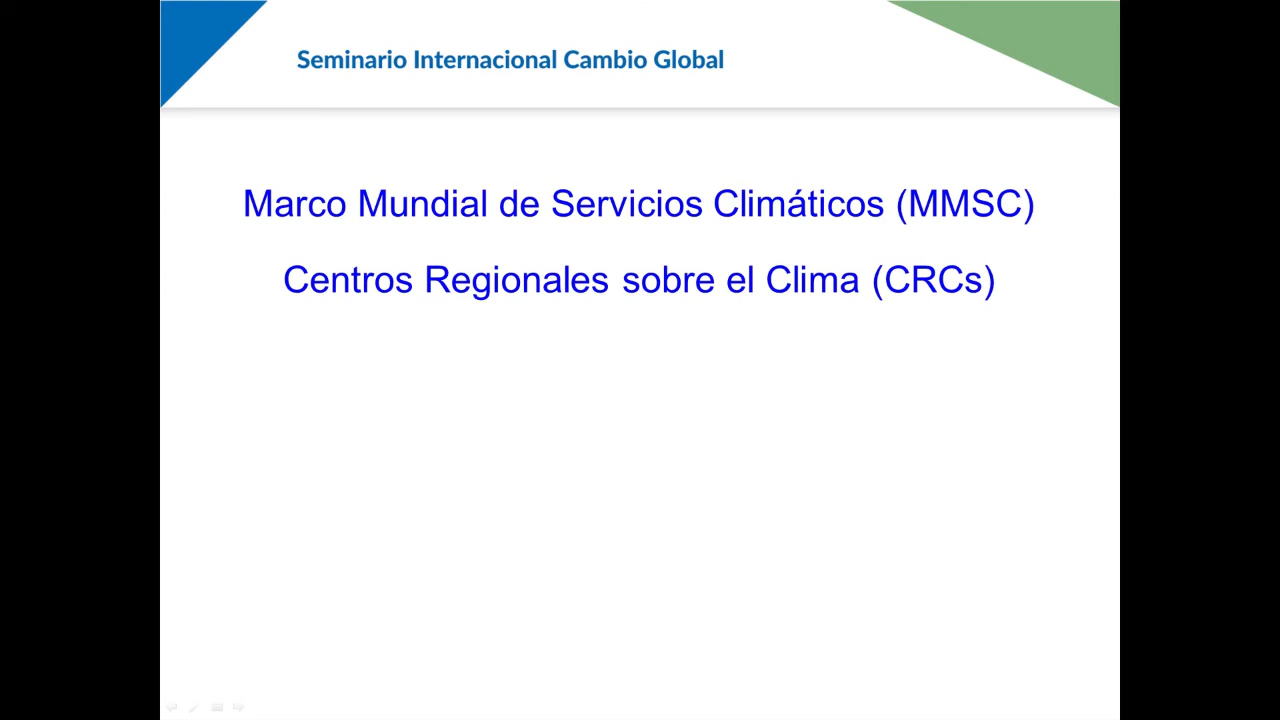 Seminario Internacional Cambio Global
Marco Mundial de Servicios Climáticos (MMSC)
Centros Regionales sobre el Clima (CRCs)